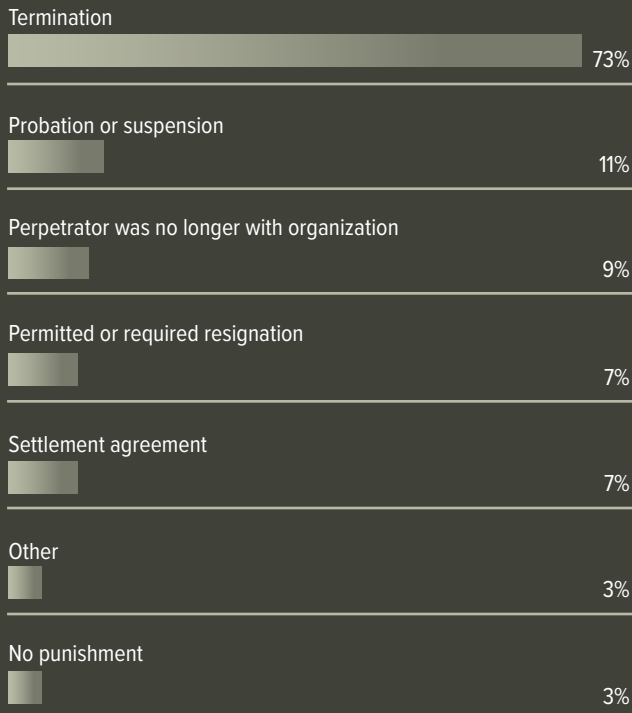 Termination
73%
Probation or suspension
11%
Perpetrator was no longer with organization
9%
Permitted or required resignation
7%
Settlement agreement
7%
Other
3%
No punishment
3%